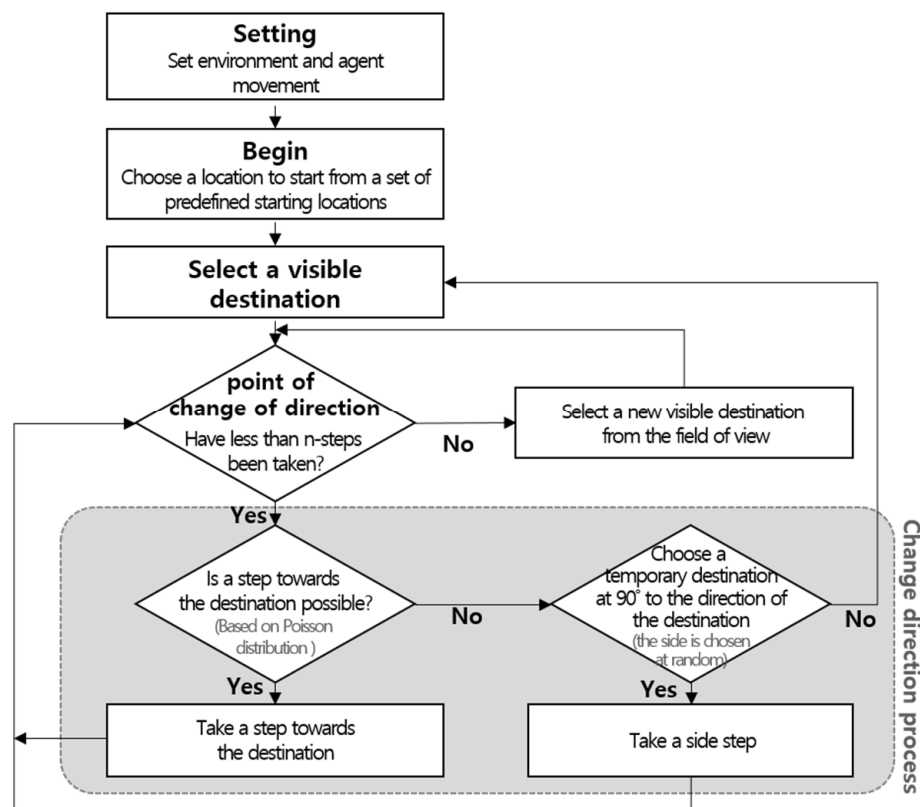 Setting
Set environment and agent
movement
Begin
Choose a location to start from a set of
predefined starting locations
Select a visible
destination
point of
change of direction
Have less than n-steps
been taken?
No
Select a new visible destination
from the field of view
Yes
Is a step towards
the destination possible?
(Based on Poisson
distribution )
No
Choose a
temporary destination
at 90° to the direction of
the destination
(the side is chosen
at random)
No
Yes
Take a step towards
the destination
Yes
Take a side step
Change direction process